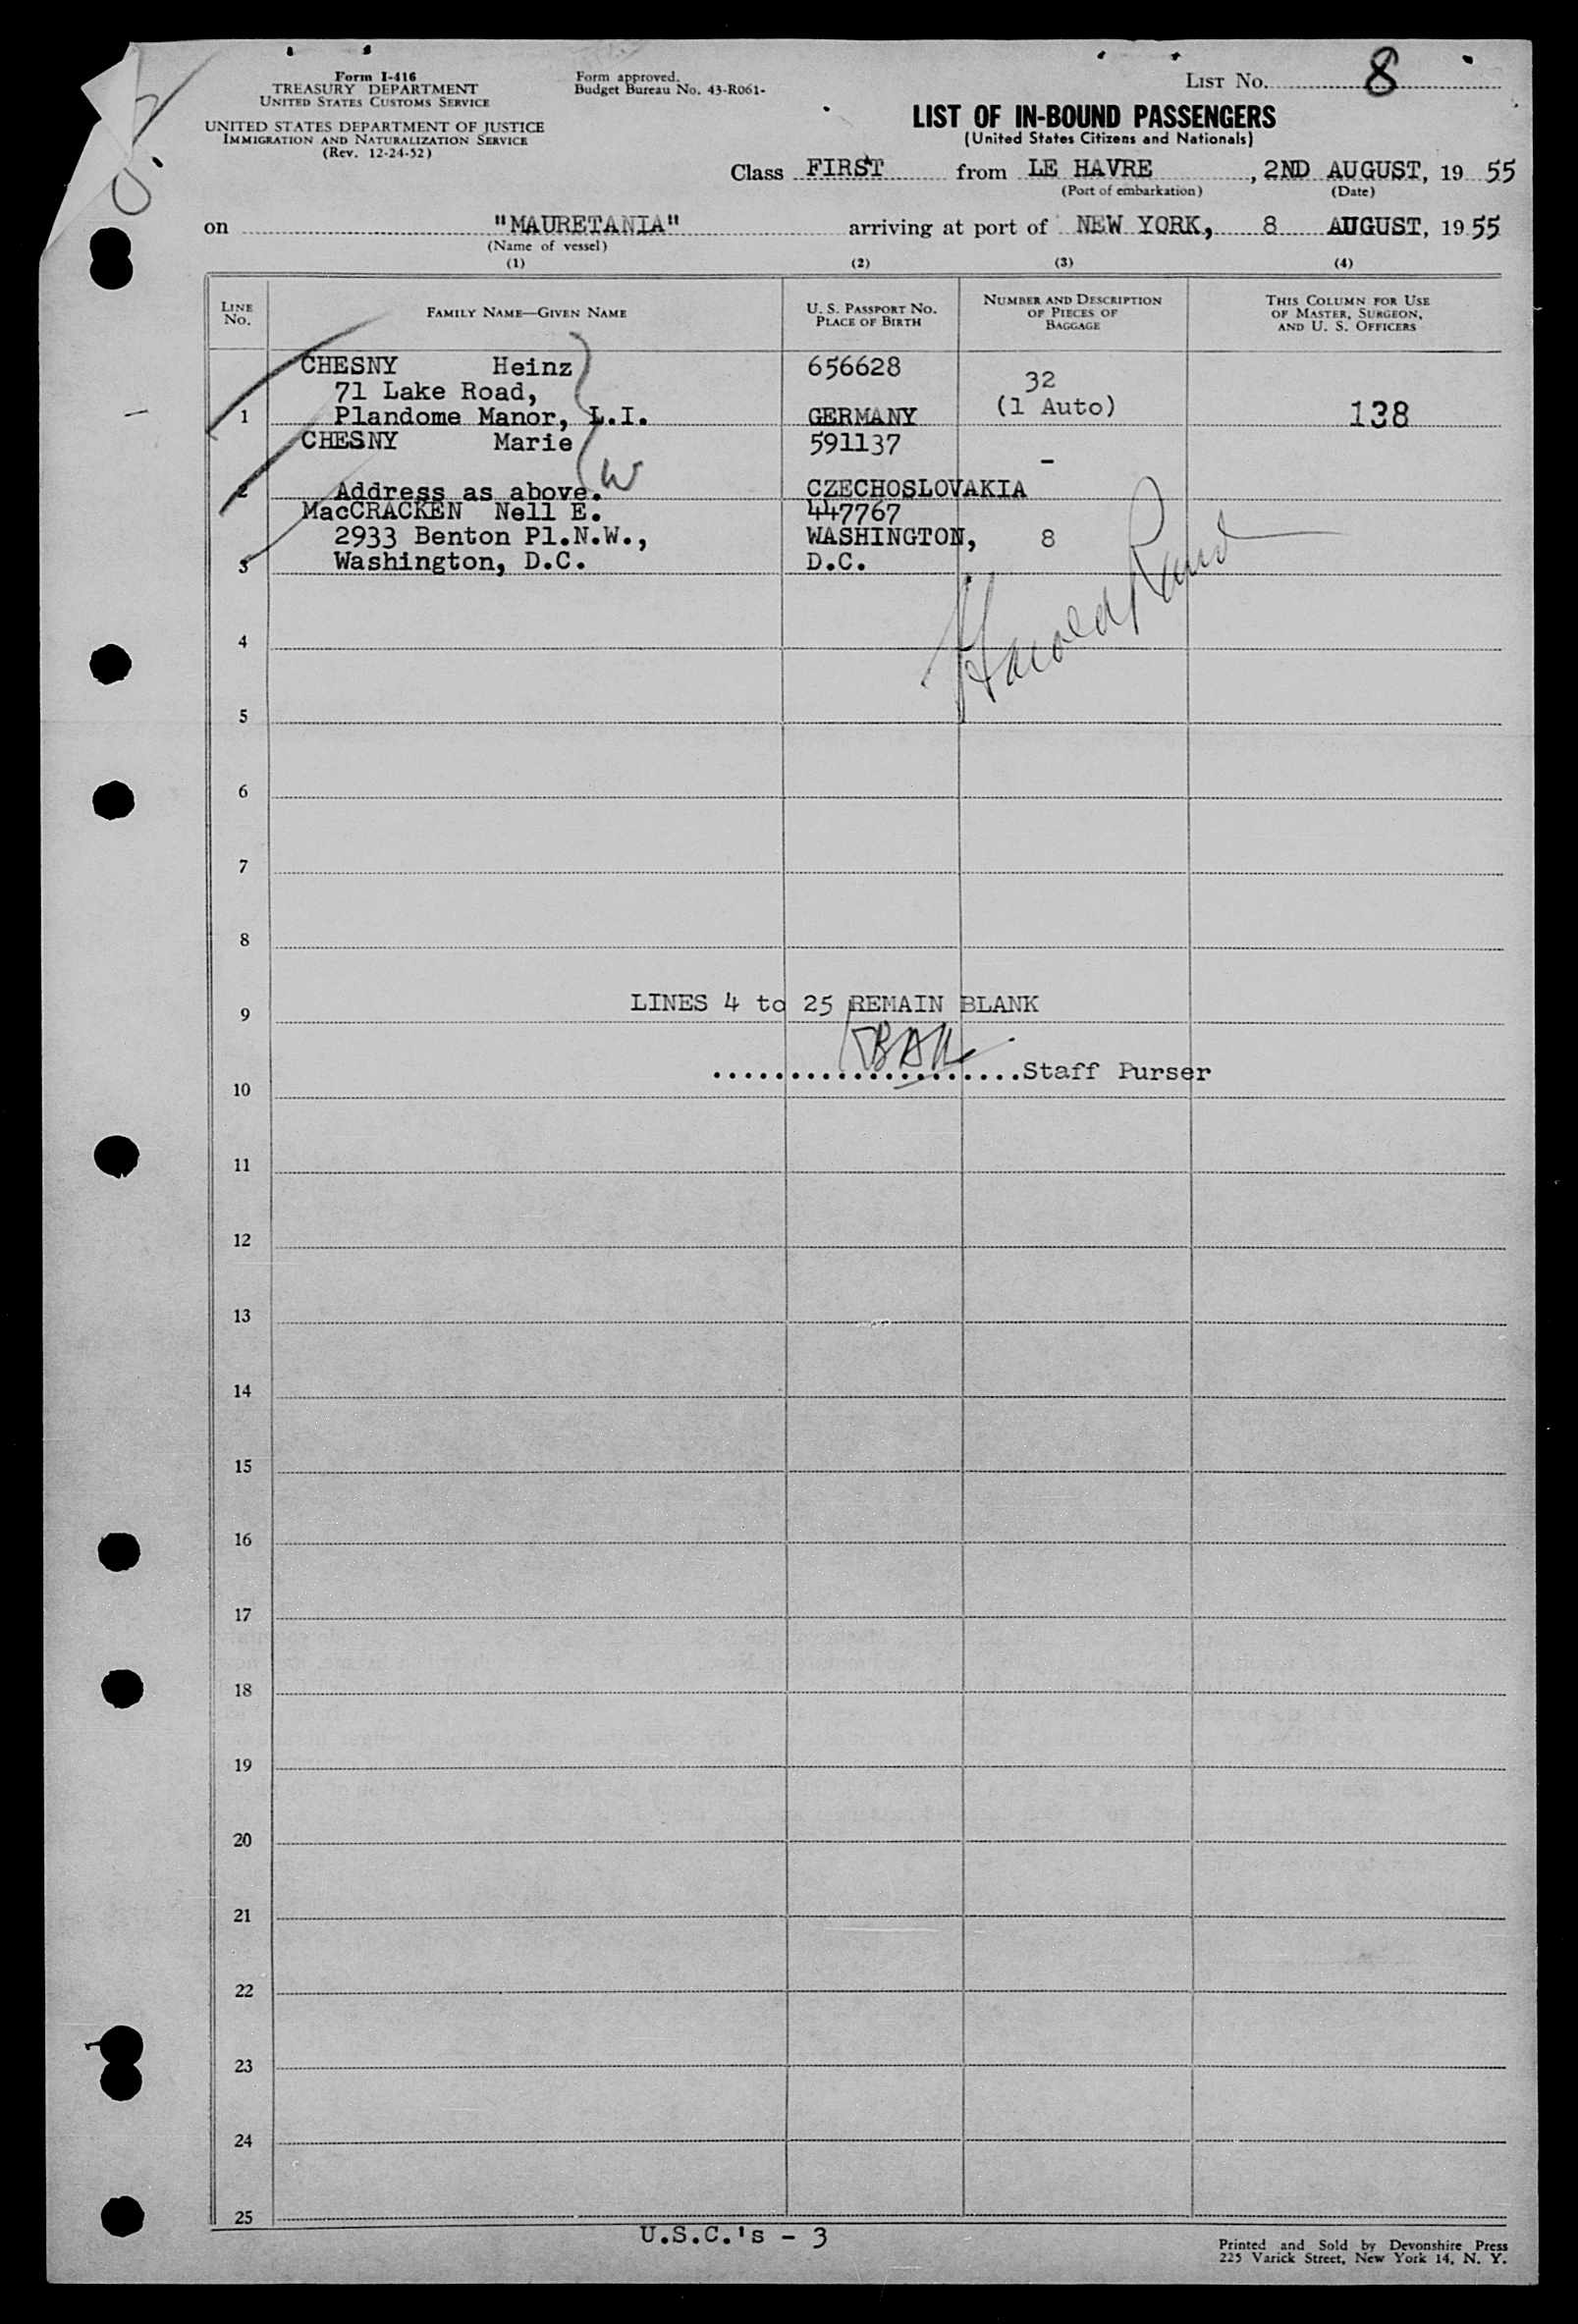 Form I-416
TREASURY DEPARTMENT
UNITED STATES CUSTOMS SERVICE
UNITED STATES DEPARTMENT OF JUSTICE
IMMIGRATION AND NATURALIZATION SERVICE
(Rev. 12-24-52)
Form approved.
Budget Bureau No. 43-R061-
LIST No. 8
LIST OF IN-BOUND PASSENGERS
(United States Citizens and Nationals)
Class FIRST from LE HAVRE, 2ND AUGUST, 1955
(Port of embarkation) (Date)
on "MAURETANIA" arriving at port of NEW YORK, 8 AUGUST, 1955
(Name of vessel)
(1) (2) (3) (4)
LINE No. FAMILY NAME—GIVEN NAME U. S. PASSPORT NO. PLACE OF BIRTH NUMBER AND DESCRIPTION OF PIECES OF BAGGAGE THIS COLUMN FOR USE OF MASTER, SURGEON, AND U. S. OFFICERS
CHESNY Heinz 656628
71 Lake Road, 32
1 Plandome Manor, L.I. GERMANY (1 Auto) 138
CHESNY Marie 591137
W -
2 Address as above. CZECHOSLOVAKIA
MacCRACKEN Nell E. 447767
2933 Benton Pl.N.W., WASHINGTON, 8
3 Washington, D.C. D.C.
Harold
4
5
6
7
8
LINES 4 to 25 REMAIN BLANK
9
....................Staff Purser
10
11
12
13
14
15
16
17
18
19
20
21
22
23
24
25
U.S.C.'s - 3
Printed and Sold by Devonshire Press
225 Varick Street, New York 14, N. Y.